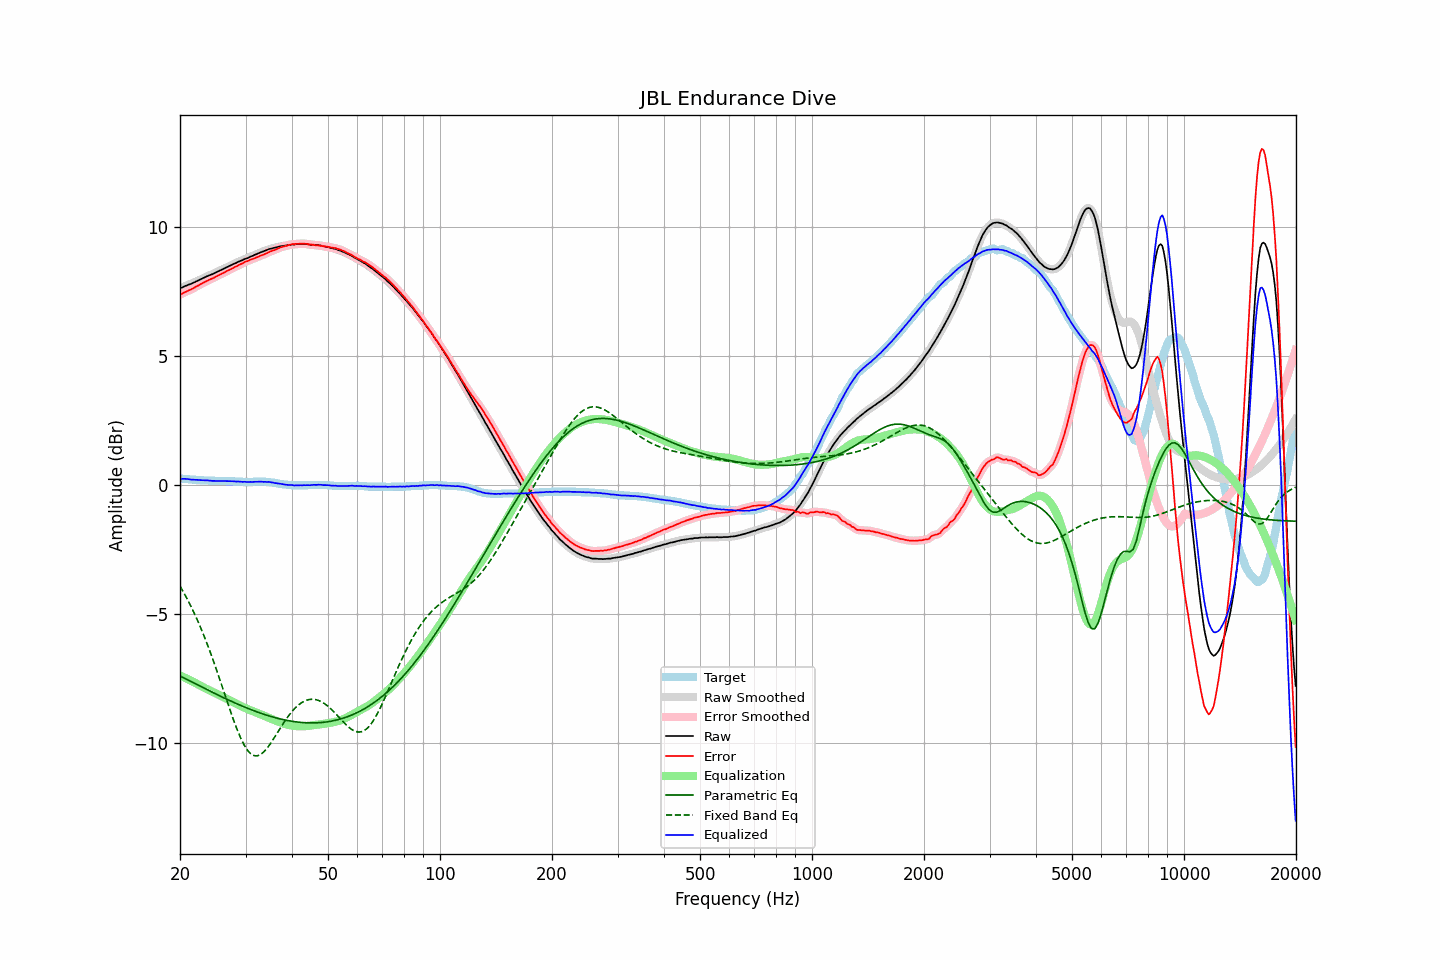 JBL Endurance Dive
10
5
0
−5
−10
Amplitude (dBr)
Target
Raw Smoothed
Error Smoothed
Raw
Error
Equalization
Parametric Eq
Fixed Band Eq
Equalized
20 50 100 200 500 1000 2000 5000 10000 20000
Frequency (Hz)